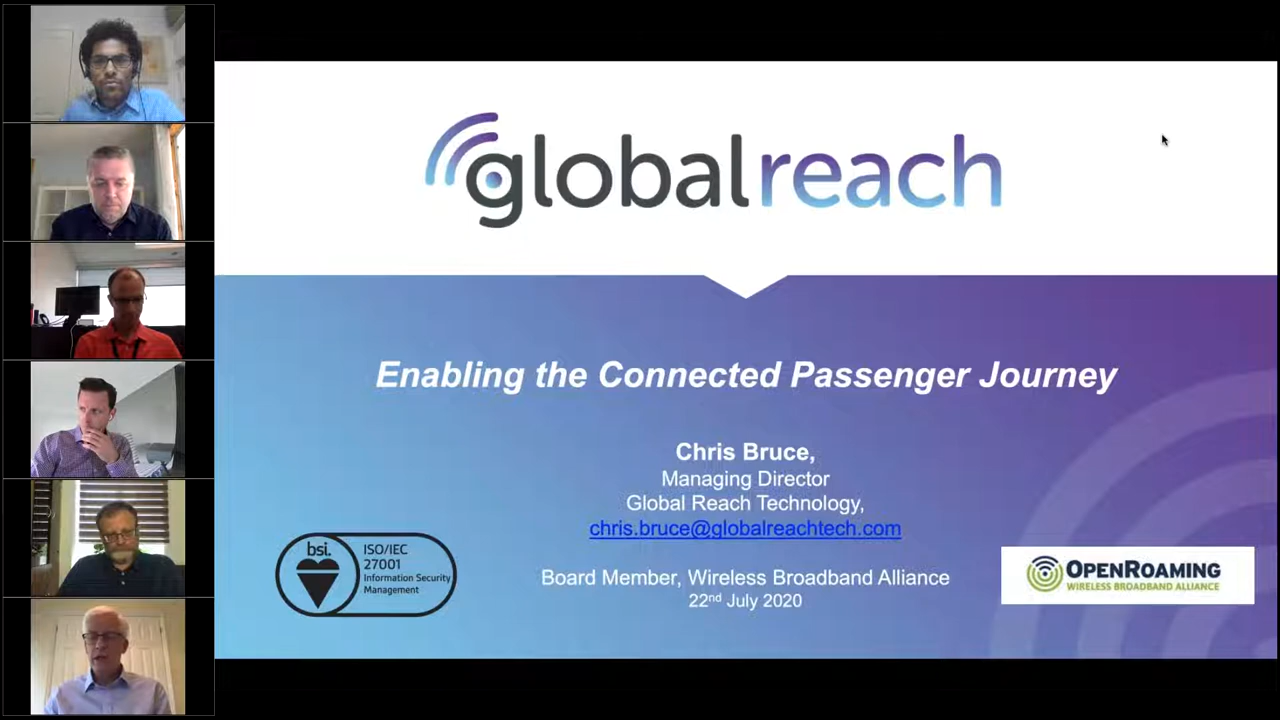 globalreach
Enabling the Connected Passenger Journey
Chris Bruce,
Managing Director
Global Reach Technology,
chris.bruce@globalreachtech.com
Board Member, Wireless Broadband Alliance
22nd July 2020
bsi.
ISO/IEC
27001
Information Security
Management
OPENROAMING
WIRELESS BROADBAND ALLIANCE